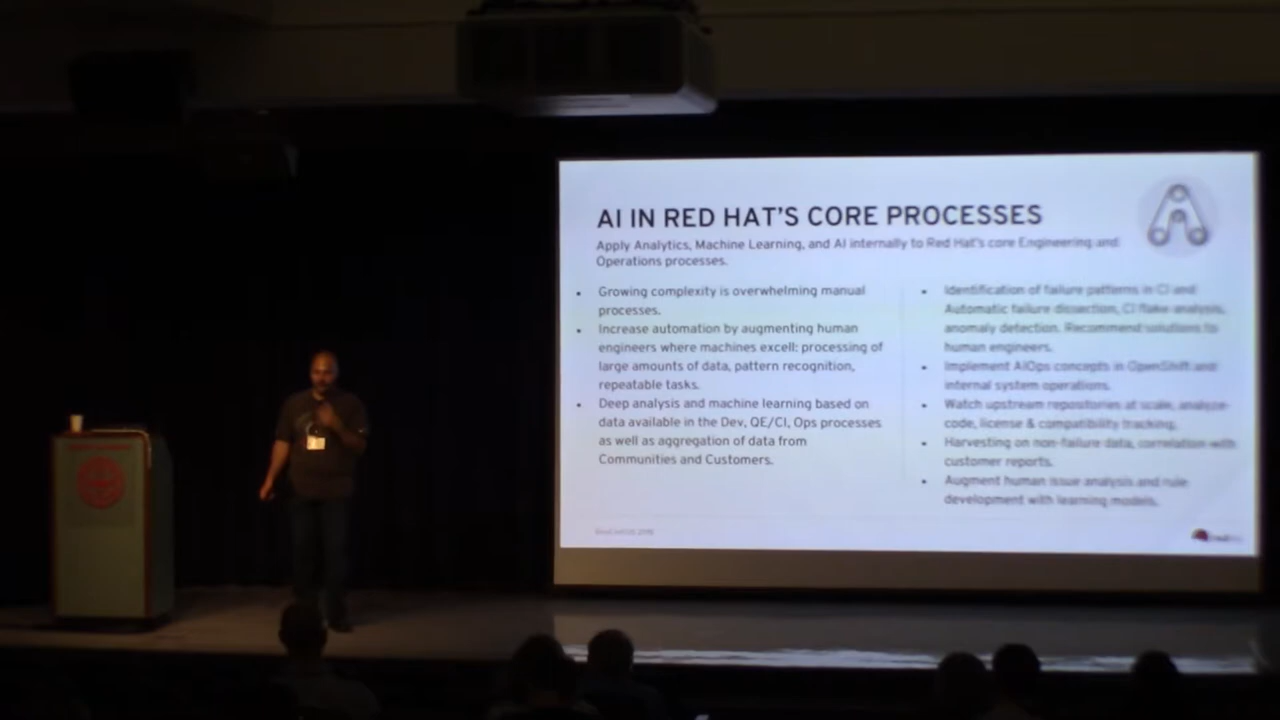 AI IN RED HAT'S CORE PROCESSES
Apply Analytics, Machine Learning, and AI internally to Red Hat's core Engineering and
Operations processes.
• Growing complexity is overwhelming manual
processes.
• Increase automation by augmenting human
engineers where machines excell: processing of
large amounts of data, pattern recognition,
repeatable tasks.
• Deep analysis and machine learning based on
data available in the Dev, QE/CI, Ops processes
as well as aggregation of data from
Communities and Customers.
• Identification of failure patterns in CI and
Automatic failure dissection, CI flake analysis,
anomaly detection. Recommend solutions to
human engineers.
• Implement AIOps concepts in OpenShift and
internal system operations.
• Watch upstream repositories at scale, analyze
code, license & compatibility tracking.
• Harvesting on non-failure data, correlation with
customer reports.
• Augment human issue analysis and rule
development with learning models.